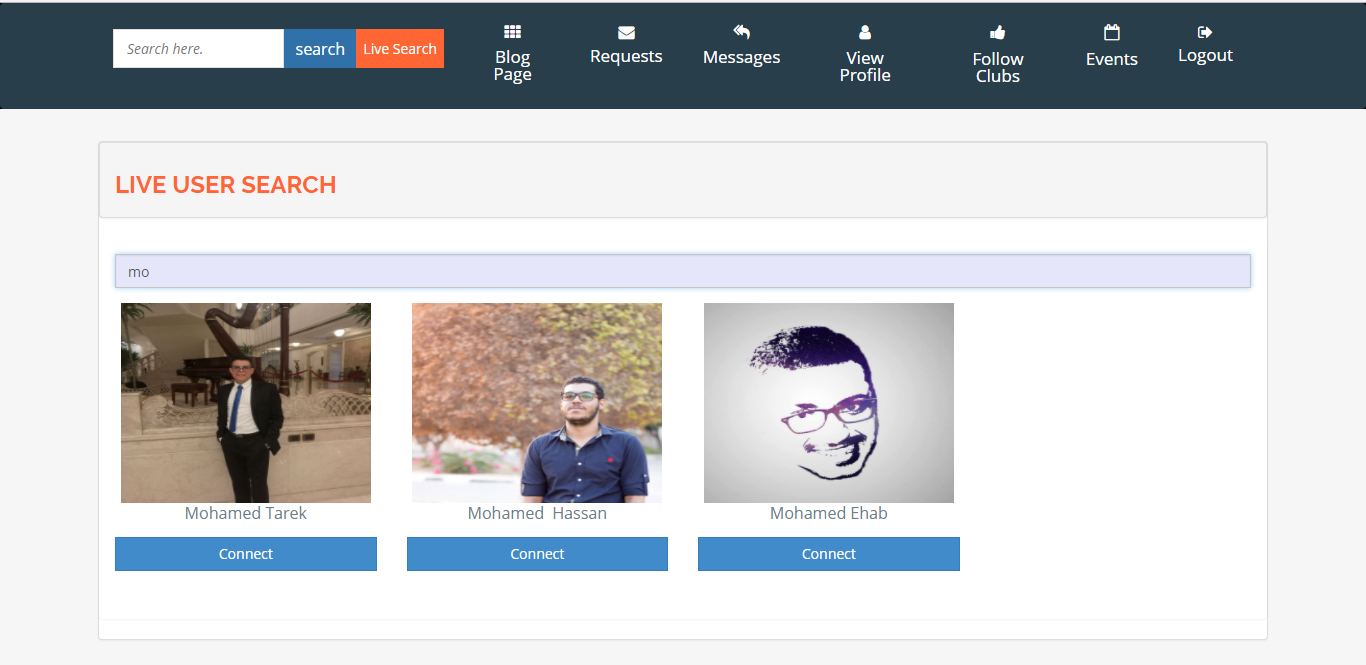 Search here.
search
Live Search
Blog
Page
Requests
Messages
View
Profile
Follow
Clubs
Events
Logout
LIVE USER SEARCH
mo
Mohamed Tarek
Mohamed  Hassan
Mohamed Ehab
Connect
Connect
Connect